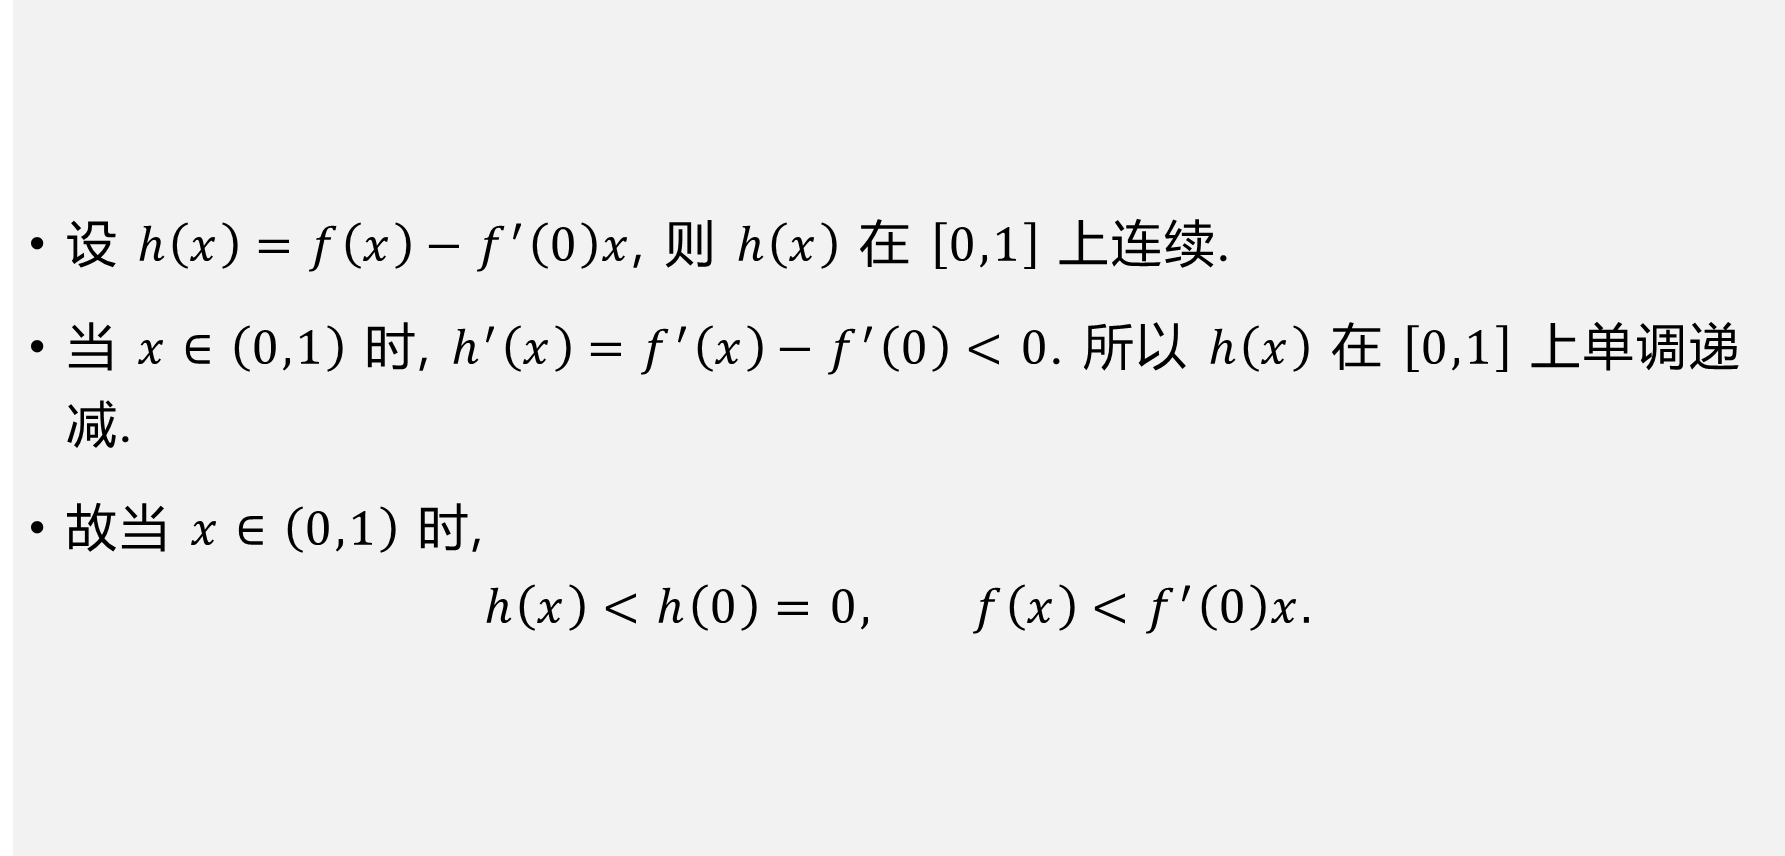 • 设 h(x) = f(x) − f′(0)x, 则 h(x) 在 [0,1] 上连续.
• 当 x ∈ (0,1) 时, h′(x) = f′(x) − f′(0) < 0. 所以 h(x) 在 [0,1] 上单调递
减.
• 故当 x ∈ (0,1) 时,
h(x) < h(0) = 0, f(x) < f′(0)x.